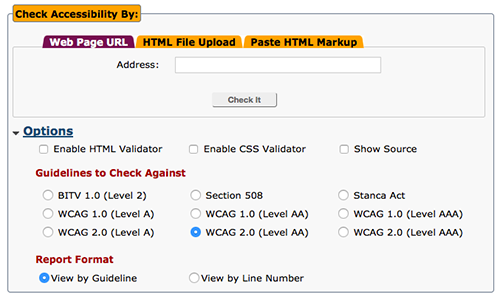 Check Accessibility By:
Web Page URL HTML File Upload Paste HTML Markup
Address:
Check It
Options
Enable HTML Validator Enable CSS Validator Show Source
Guidelines to Check Against
BITV 1.0 (Level 2) Section 508 Stanca Act
WCAG 1.0 (Level A) WCAG 1.0 (Level AA) WCAG 1.0 (Level AAA)
WCAG 2.0 (Level A) WCAG 2.0 (Level AA) WCAG 2.0 (Level AAA)
Report Format
View by Guideline View by Line Number